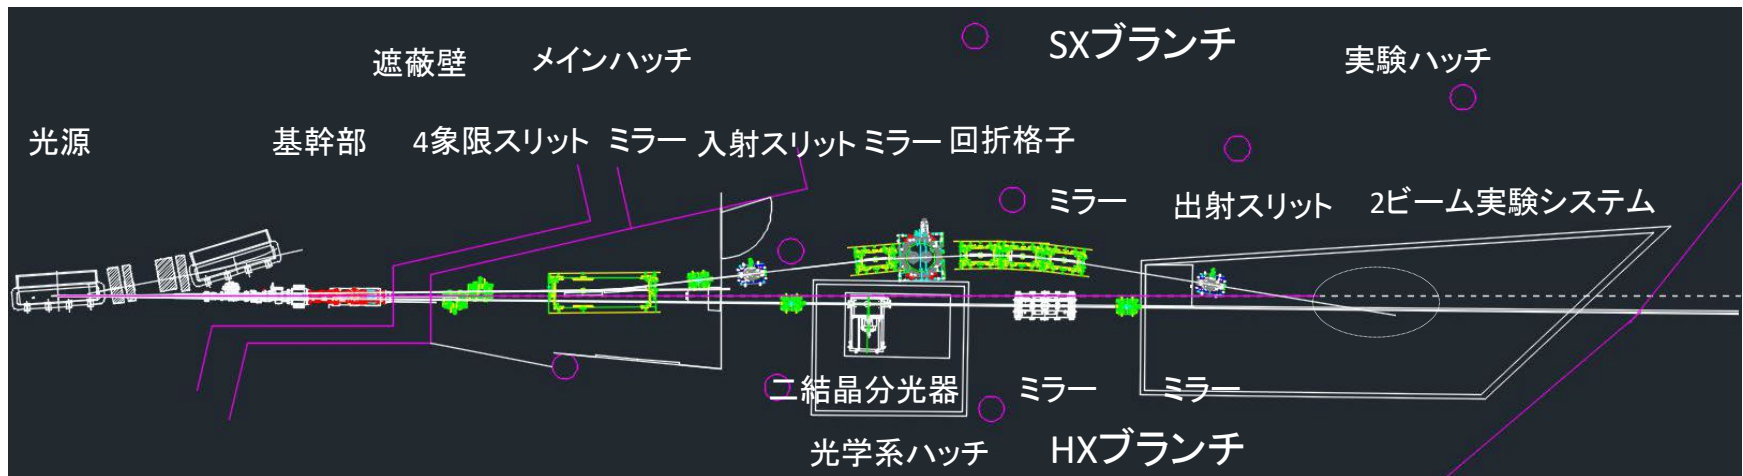 SXブランチ
遮蔽壁 メインハッチ 実験ハッチ
光源 基幹部 4象限スリット ミラー 入射スリット ミラー 回折格子
ミラー 出射スリット 2ビーム実験システム
二結晶分光器 ミラー ミラー
光学系ハッチ HXブランチ